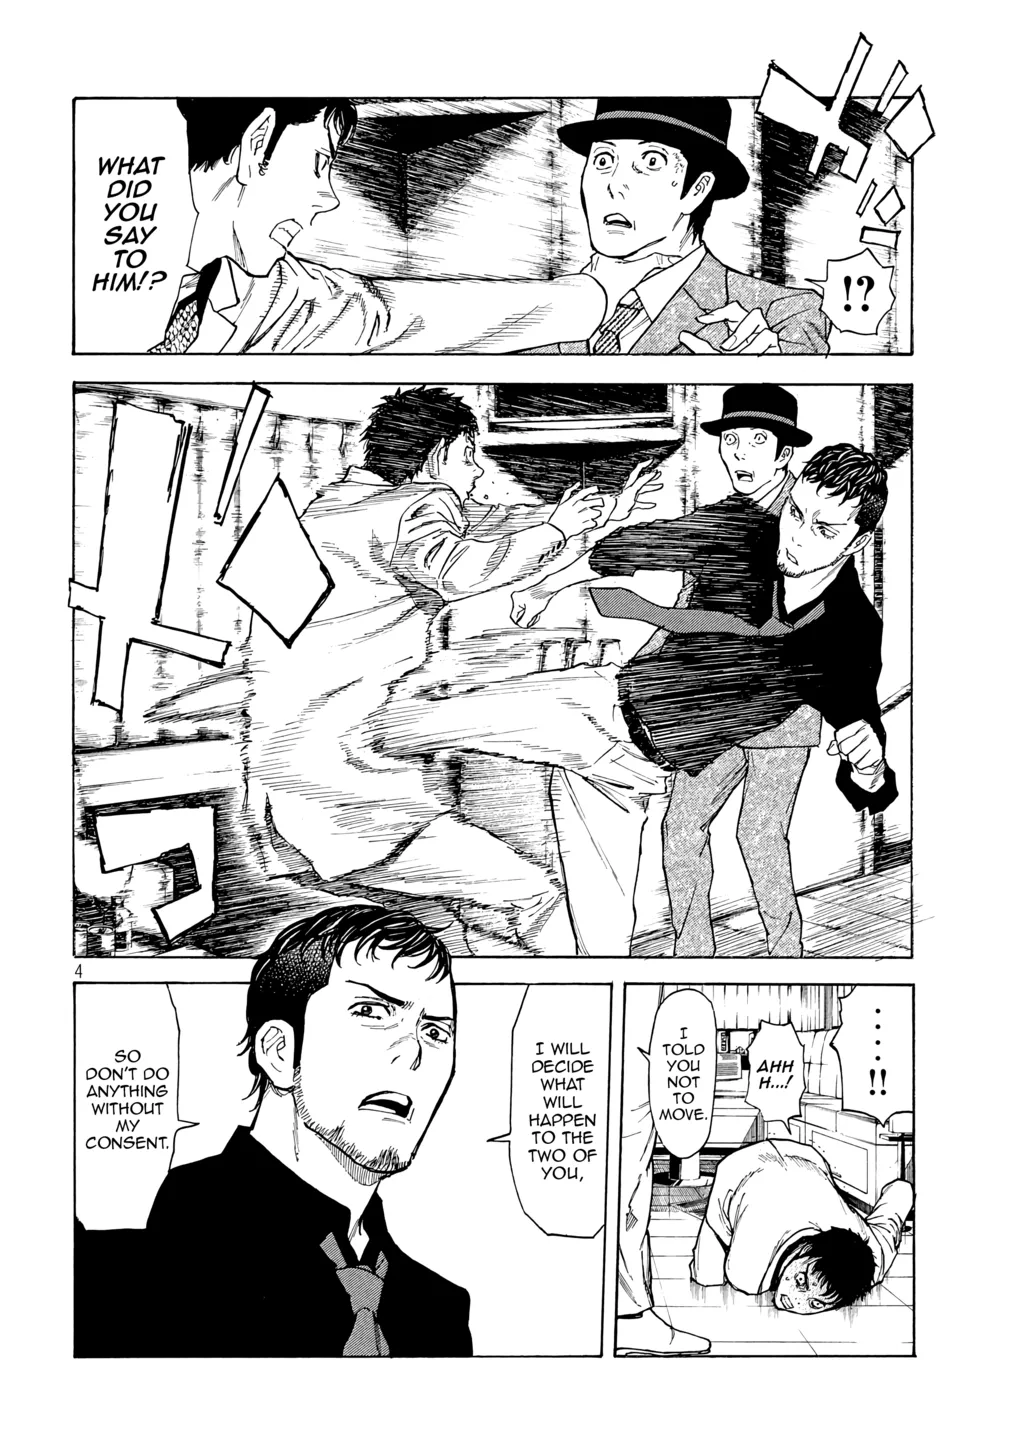 WHAT
DID
YOU
SAY
TO
HIM!?
!?
4
‥‥‥!!
AHH
H...!
I
TOLD
YOU
NOT
TO
MOVE.
I WILL
DECIDE
WHAT
WILL
HAPPEN
TO THE
TWO OF
YOU,
SO
DON'T DO
ANYTHING
WITHOUT
MY
CONSENT.